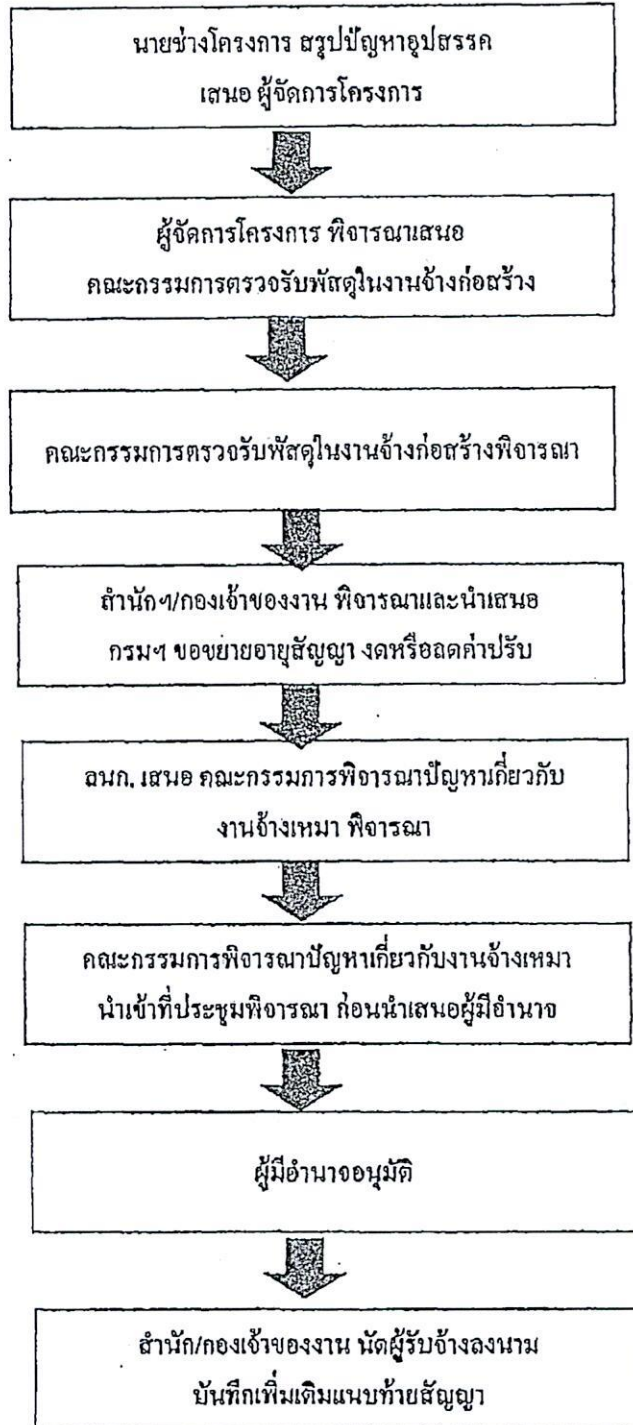 นายช่างโครงการ สรุปปัญหาอุปสรรค
เสนอ ผู้จัดการโครงการ
ผู้จัดการโครงการ พิจารณาเสนอ
คณะกรรมการตรวจรับพัสดุในงานจ้างก่อสร้าง
คณะกรรมการตรวจรับพัสดุในงานจ้างก่อสร้างพิจารณา
สำนักฯ/กองเจ้าของงาน พิจารณาและนำเสนอ
กรมฯ ขอขยายอายุสัญญา งดหรือลดค่าปรับ
ลนก. เสนอ คณะกรรมการพิจารณาปัญหาเกี่ยวกับ
งานจ้างเหมา พิจารณา
คณะกรรมการพิจารณาปัญหาเกี่ยวกับงานจ้างเหมา
นำเข้าที่ประชุมพิจารณา ก่อนนำเสนอผู้มีอำนาจ
ผู้มีอำนาจอนุมัติ
สำนัก/กองเจ้าของงาน นัดผู้รับจ้างลงนาม
บันทึกเพิ่มเติมแนบท้ายสัญญา